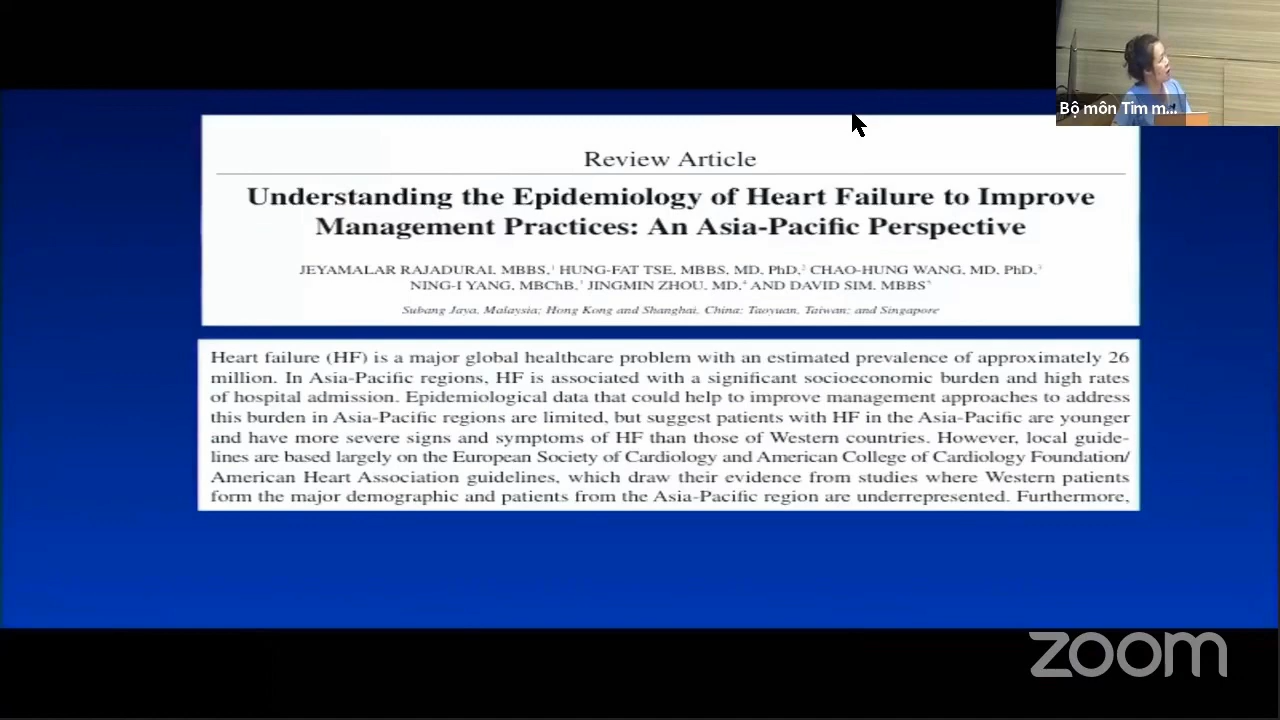 Bộ môn Tim m...
Review Article
Understanding the Epidemiology of Heart Failure to Improve
Management Practices: An Asia-Pacific Perspective
JEYAMALAR RAJADURAI, MBBS,¹ HUNG-FAT TSE, MBBS, MD, PhD,² CHAO-HUNG WANG, MD, PhD,³
NING-I YANG, MBChB,³ JINGMIN ZHOU, MD,⁴ AND DAVID SIM, MBBS⁵
Subang Jaya, Malaysia; Hong Kong and Shanghai, China; Taoyuan, Taiwan; and Singapore
Heart failure (HF) is a major global healthcare problem with an estimated prevalence of approximately 26
million. In Asia-Pacific regions, HF is associated with a significant socioeconomic burden and high rates
of hospital admission. Epidemiological data that could help to improve management approaches to address
this burden in Asia-Pacific regions are limited, but suggest patients with HF in the Asia-Pacific are younger
and have more severe signs and symptoms of HF than those of Western countries. However, local guide-
lines are based largely on the European Society of Cardiology and American College of Cardiology Foundation/
American Heart Association guidelines, which draw their evidence from studies where Western patients
form the major demographic and patients from the Asia-Pacific region are underrepresented. Furthermore,
zoom